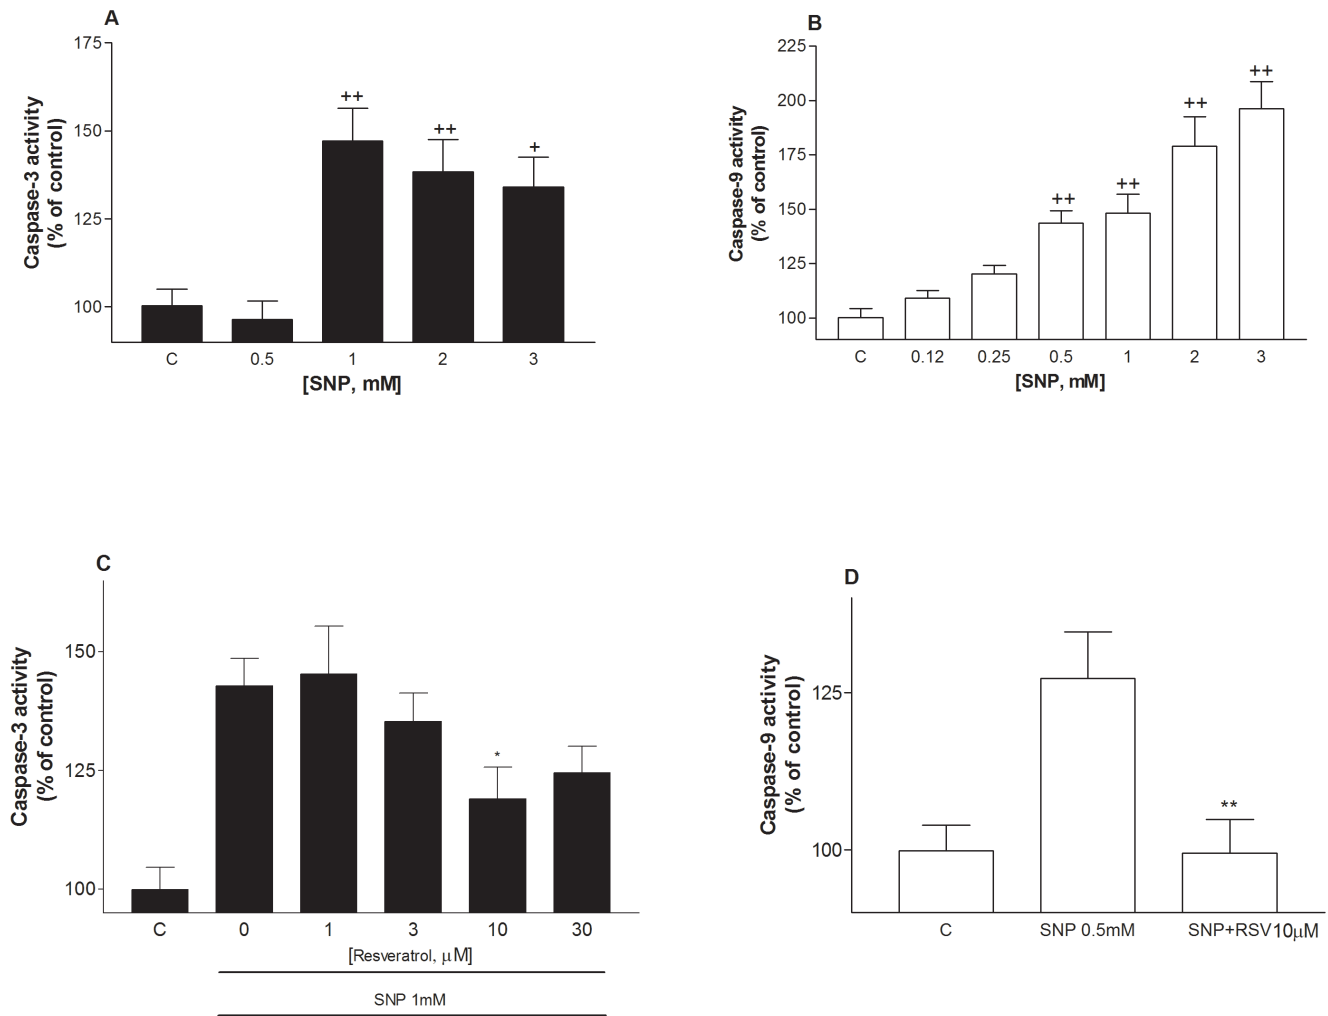 A
Caspase-3 activity
(% of control)
175
150
125
100
++
++
+
C 0.5 1 2 3
[SNP, mM]
B
Caspase-9 activity
(% of control)
225
200
175
150
125
100
++
++
++
++
C 0.12 0.25 0.5 1 2 3
[SNP, mM]
C
Caspase-3 activity
(% of control)
150
125
100
*
C 0 1 3 10 30
[Resveratrol, μM]
SNP 1mM
D
Caspase-9 activity
(% of control)
125
100
**
C SNP 0.5mM SNP+RSV10μM